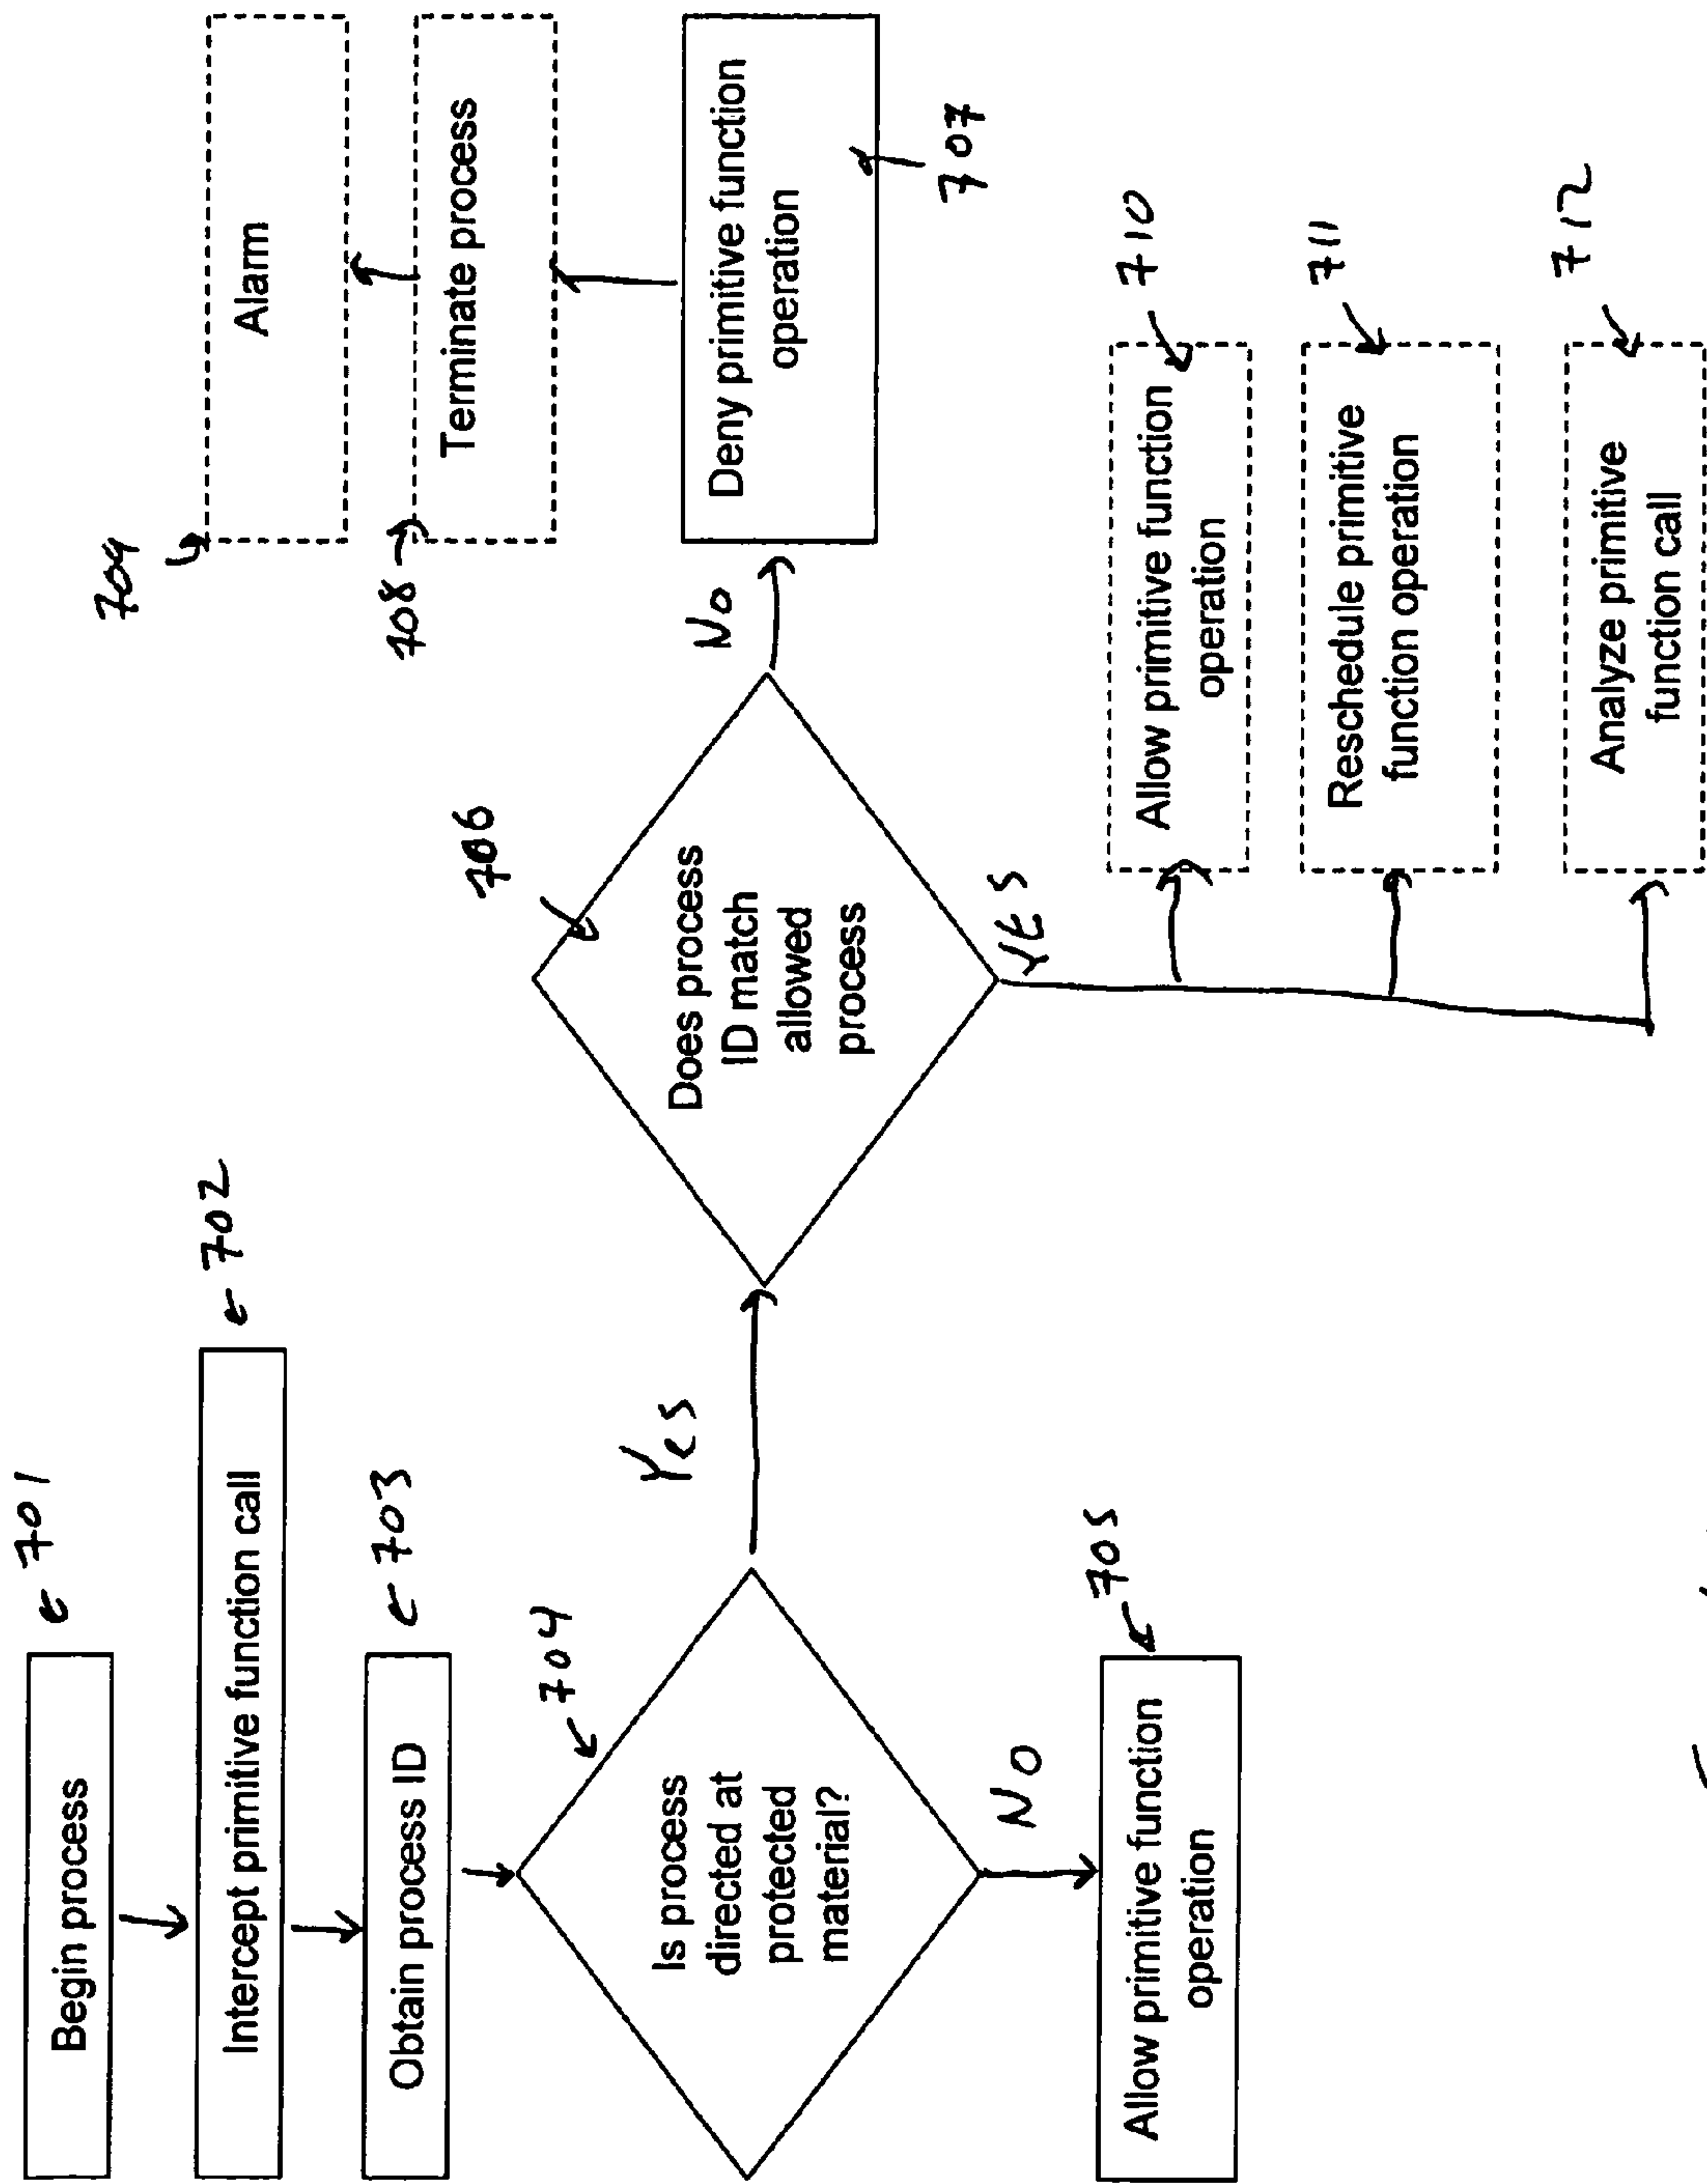 Begin process
701
Intercept primitive function call
702
Obtain process ID
703
Is process
directed at
protected
material?
704
NO
Allow primitive function
operation
705
Yes
Does process
ID match
allowed
process
706
No
Deny primitive function
operation
707
Terminate process
708
Alarm
709
YES
Allow primitive function
operation
710
Reschedule primitive
function operation
711
Analyze primitive
function call
712